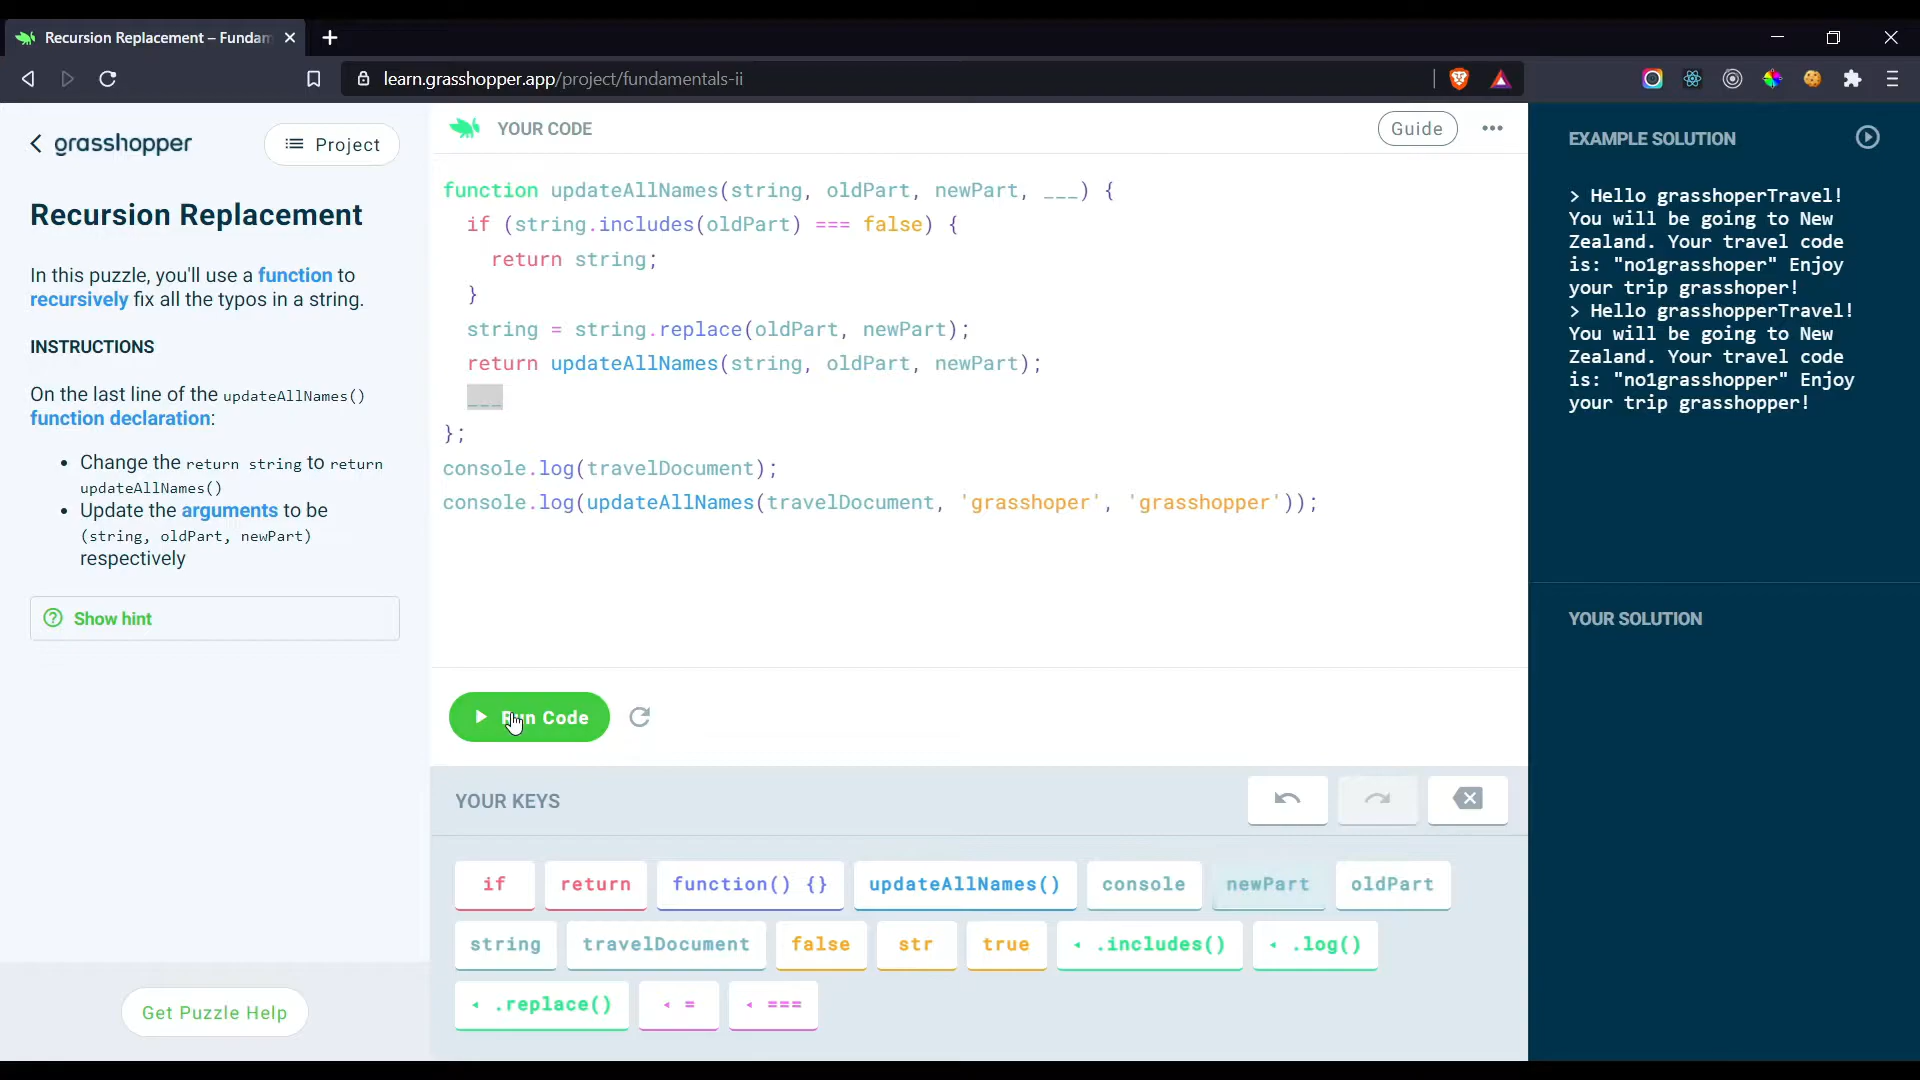 Recursion Replacement – Fundam
learn.grasshopper.app/project/fundamentals-ii
grasshopper
Project
Recursion Replacement
In this puzzle, you'll use a function to
recursively fix all the typos in a string.
INSTRUCTIONS
On the last line of the updateAllNames()
function declaration:
• Change the return string to return
updateAllNames()
• Update the arguments to be
(string, oldPart, newPart)
respectively
Show hint
Get Puzzle Help
YOUR CODE
Guide
function updateAllNames(string, oldPart, newPart, ___) {
if (string.includes(oldPart) === false) {
return string;
}
string = string.replace(oldPart, newPart);
return updateAllNames(string, oldPart, newPart);
___
};
console.log(travelDocument);
console.log(updateAllNames(travelDocument, 'grasshoper', 'grasshopper'));
Run Code
YOUR KEYS
if return function() {} updateAllNames() console newPart oldPart
string travelDocument false str true .includes() .log()
.replace() = ===
EXAMPLE SOLUTION
> Hello grasshoperTravel!
You will be going to New
Zealand. Your travel code
is: "no1grasshoper" Enjoy
your trip grasshoper!
> Hello grasshopperTravel!
You will be going to New
Zealand. Your travel code
is: "no1grasshopper" Enjoy
your trip grasshopper!
YOUR SOLUTION